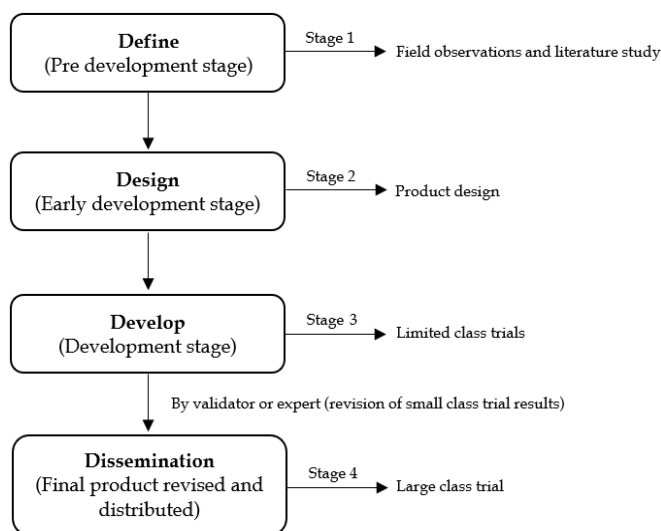 Define
(Pre development stage)
Stage 1
Field observations and literature study
Design
(Early development stage)
Stage 2
Product design
Develop
(Development stage)
Stage 3
Limited class trials
By validator or expert (revision of small class trial results)
Dissemination
(Final product revised and
distributed)
Stage 4
Large class trial